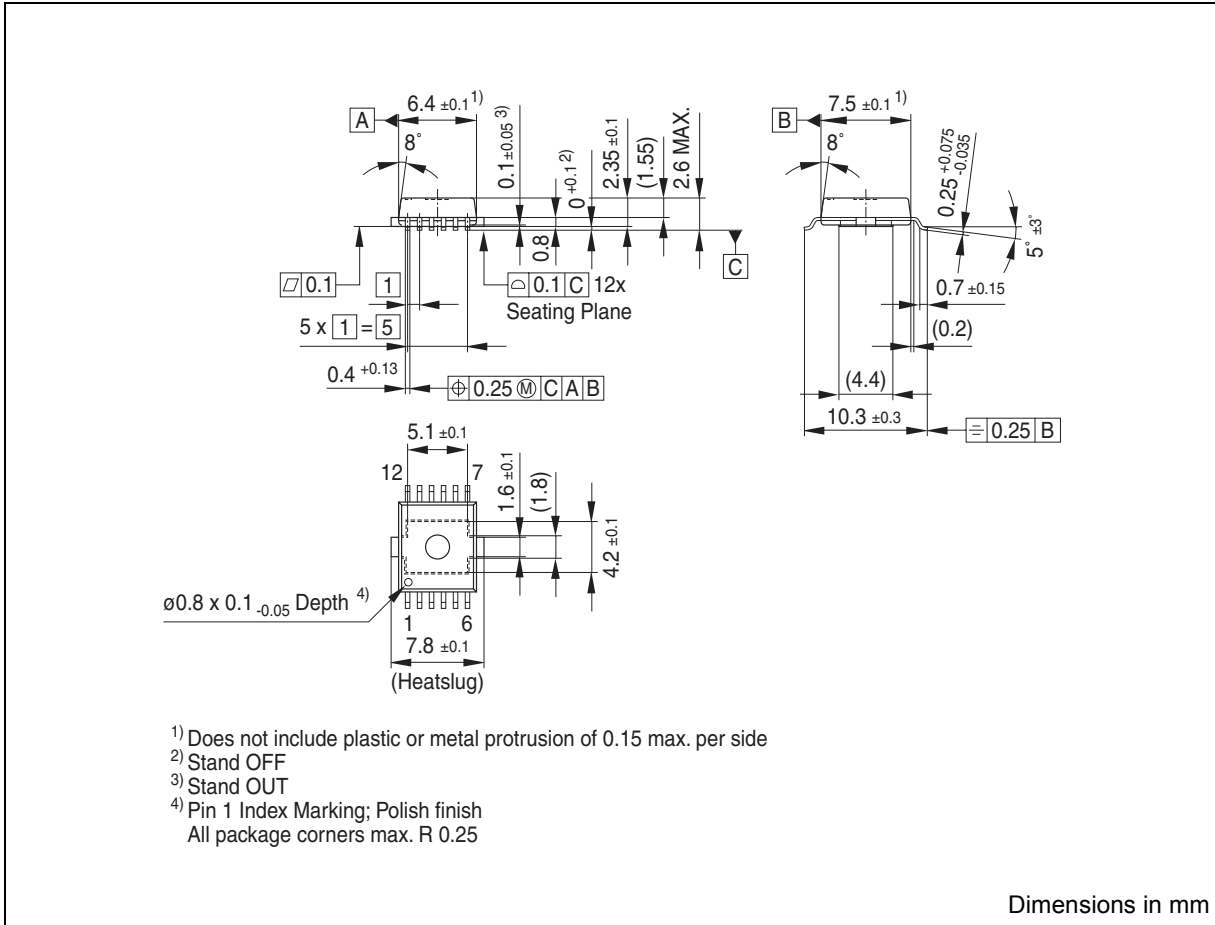 A
6.4 ±0.1 1)
8°
0.1±0.05 3)
0 +0.1 2)
2.35 ±0.1
(1.55)
2.6 MAX.
0.8
C
⏥ 0.1
1
⌓ 0.1 C 12x
Seating Plane
5 x 1 = 5
0.4 +0.13
⌖ 0.25 Ⓜ C A B
B
7.5 ±0.1 1)
8°
0.25 +0.075 -0.035
5° ±3°
0.7 ±0.15
(0.2)
(4.4)
10.3 ±0.3
⌯ 0.25 B
5.1 ±0.1
12
7
1.6 ±0.1
(1.8)
4.2 ±0.1
ø0.8 x 0.1 -0.05 Depth 4)
1
6
7.8 ±0.1
(Heatslug)
1) Does not include plastic or metal protrusion of 0.15 max. per side
2) Stand OFF
3) Stand OUT
4) Pin 1 Index Marking; Polish finish
All package corners max. R 0.25
Dimensions in mm